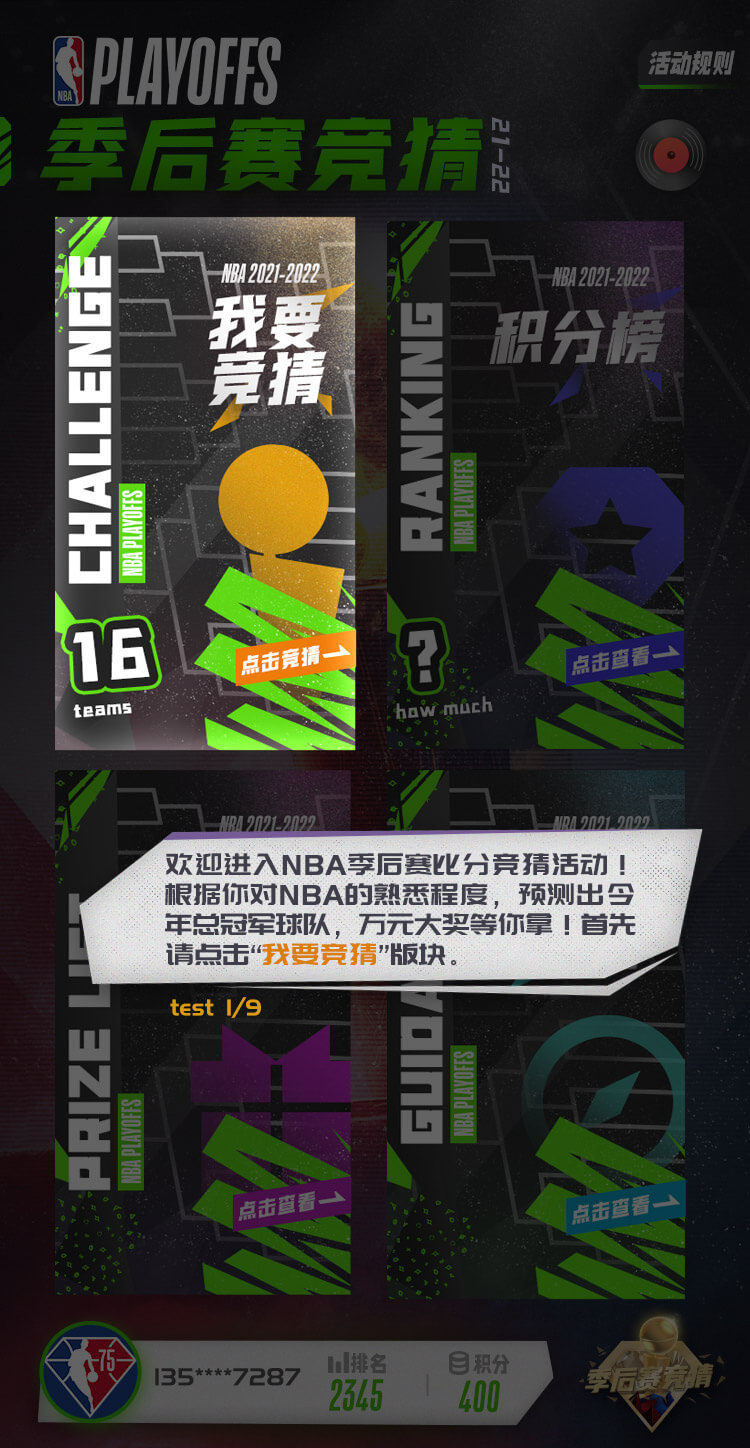 NBA
PLAYOFFS
活动规则
季后赛竞猜
21-22
CHALLENGE
NBA PLAYOFFS
NBA 2021-2022
我要
竞猜
16
teams
点击竞猜
RANKING
NBA PLAYOFFS
NBA 2021-2022
积分榜
?
how much
点击查看
NBA 2021-2022
NBA 2021-2022
欢迎进入NBA季后赛比分竞猜活动！
根据你对NBA的熟悉程度，预测出今
年总冠军球队，万元大奖等你拿！首先
请点击“我要竞猜”版块。
test 1/9
PRIZE
NBA PLAYOFFS
点击查看
NBA PLAYOFFS
点击查看
75
135****7287
排名
2345
积分
400
季后赛竞猜